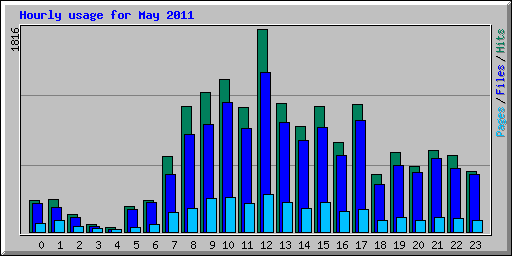 Hourly usage for May 2011
1816
Pages / Files / Hits
0 1 2 3 4 5 6 7 8 9 10 11 12 13 14 15 16 17 18 19 20 21 22 23